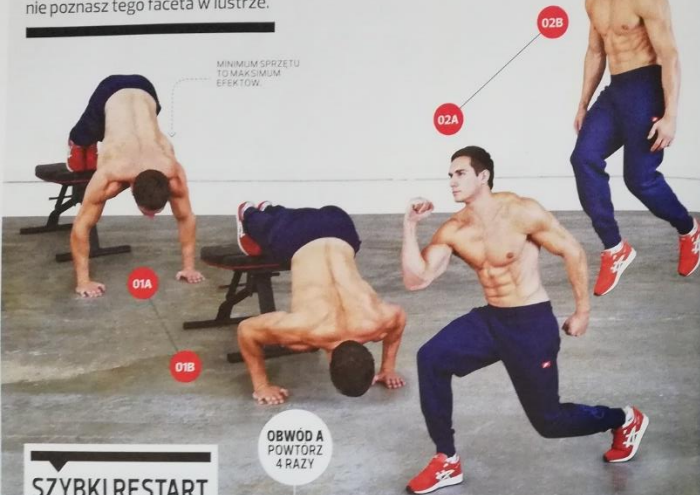 nie poznasz tego faceta w lustrze.
MINIMUM SPRZĘTU
TO MAKSIMUM
EFEKTÓW.
02B
02A
01A
01B
OBWÓD A
POWTÓRZ
4 RAZY
SZYBKI RESTART